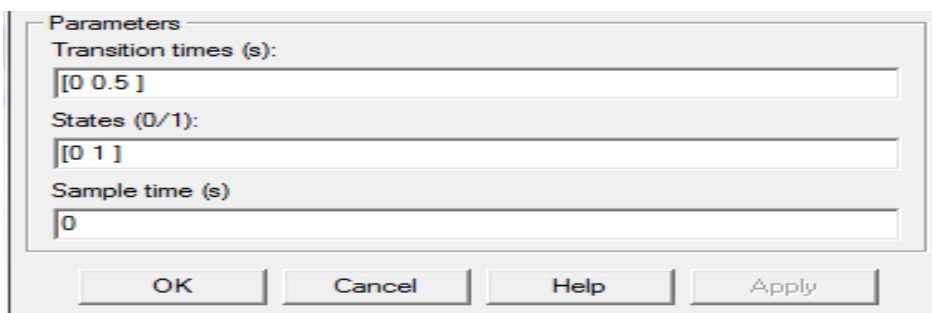 Parameters
Transition times (s):
[0 0.5 ]
States (0/1):
[0 1 ]
Sample time (s)
0
OK Cancel Help Apply